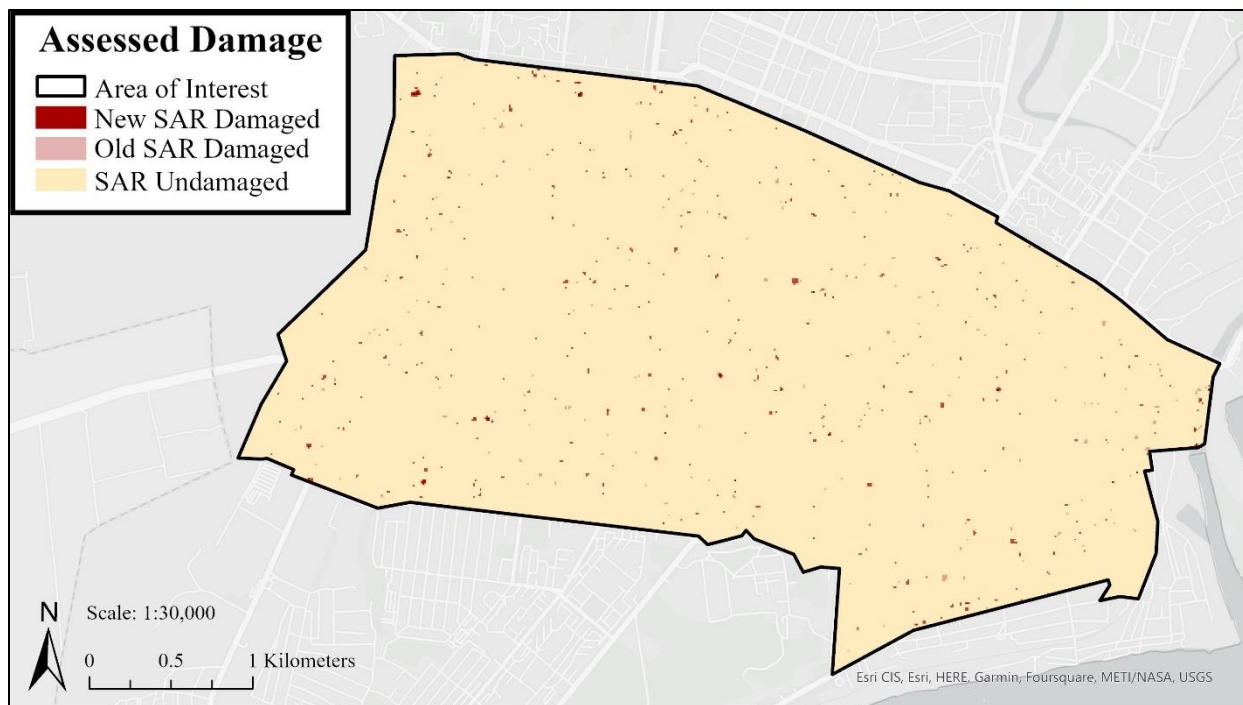 Assessed Damage
Area of Interest
New SAR Damaged
Old SAR Damaged
SAR Undamaged
N
Scale: 1:30,000
0 0.5 1 Kilometers
Esri CIS, Esri, HERE, Garmin, Foursquare, METI/NASA, USGS